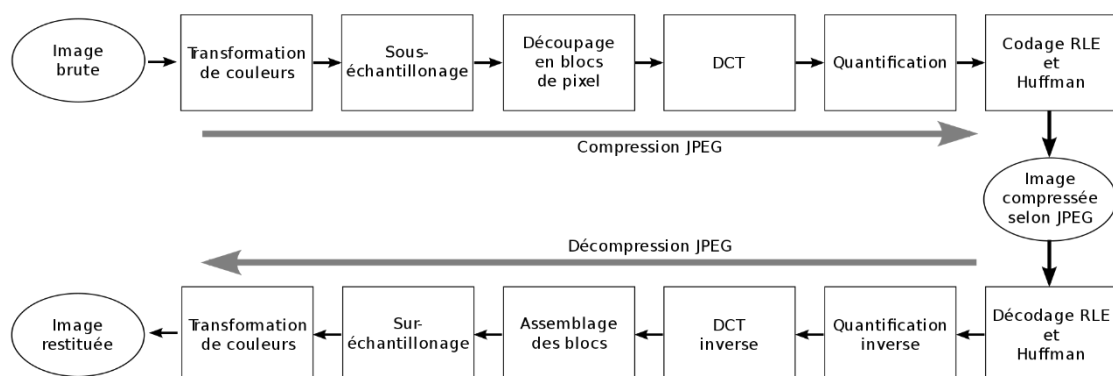 Image
brute
Transformation
de couleurs
Sous-
échantillonage
Découpage
en blocs
de pixel
DCT
Quantification
Codage RLE
et
Huffman
Compression JPEG
Image
compressée
selon JPEG
Décompression JPEG
Image
restituée
Transformation
de couleurs
Sur-
échantillonage
Assemblage
des blocs
DCT
inverse
Quantification
inverse
Décodage RLE
et
Huffman